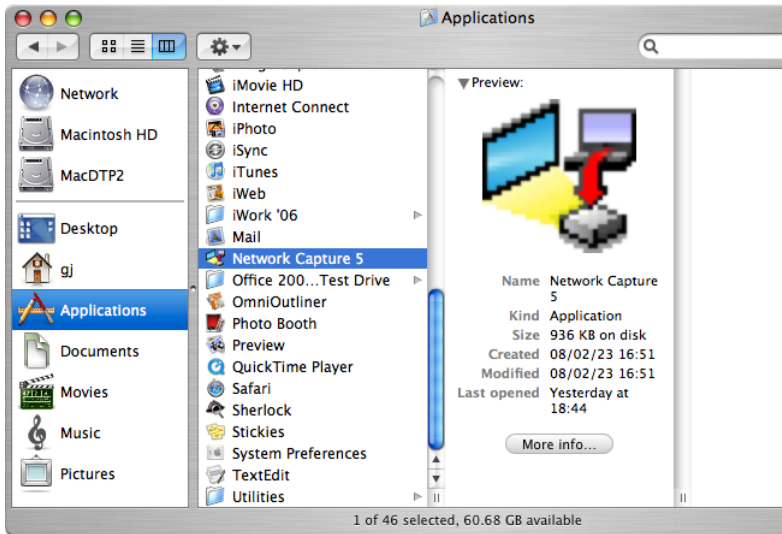 Applications
Network
Macintosh HD
MacDTP2
Desktop
gj
Applications
Documents
Movies
Music
Pictures
iMovie HD
Internet Connect
iPhoto
iSync
iTunes
iWeb
iWork '06
Mail
Network Capture 5
Office 200...Test Drive
OmniOutliner
Photo Booth
Preview
QuickTime Player
Safari
Sherlock
Stickies
System Preferences
TextEdit
Utilities
Preview:
Name Network Capture
5
Kind Application
Size 936 KB on disk
Created 08/02/23 16:51
Modified 08/02/23 16:51
Last opened Yesterday at
18:44
More info...
1 of 46 selected, 60.68 GB available